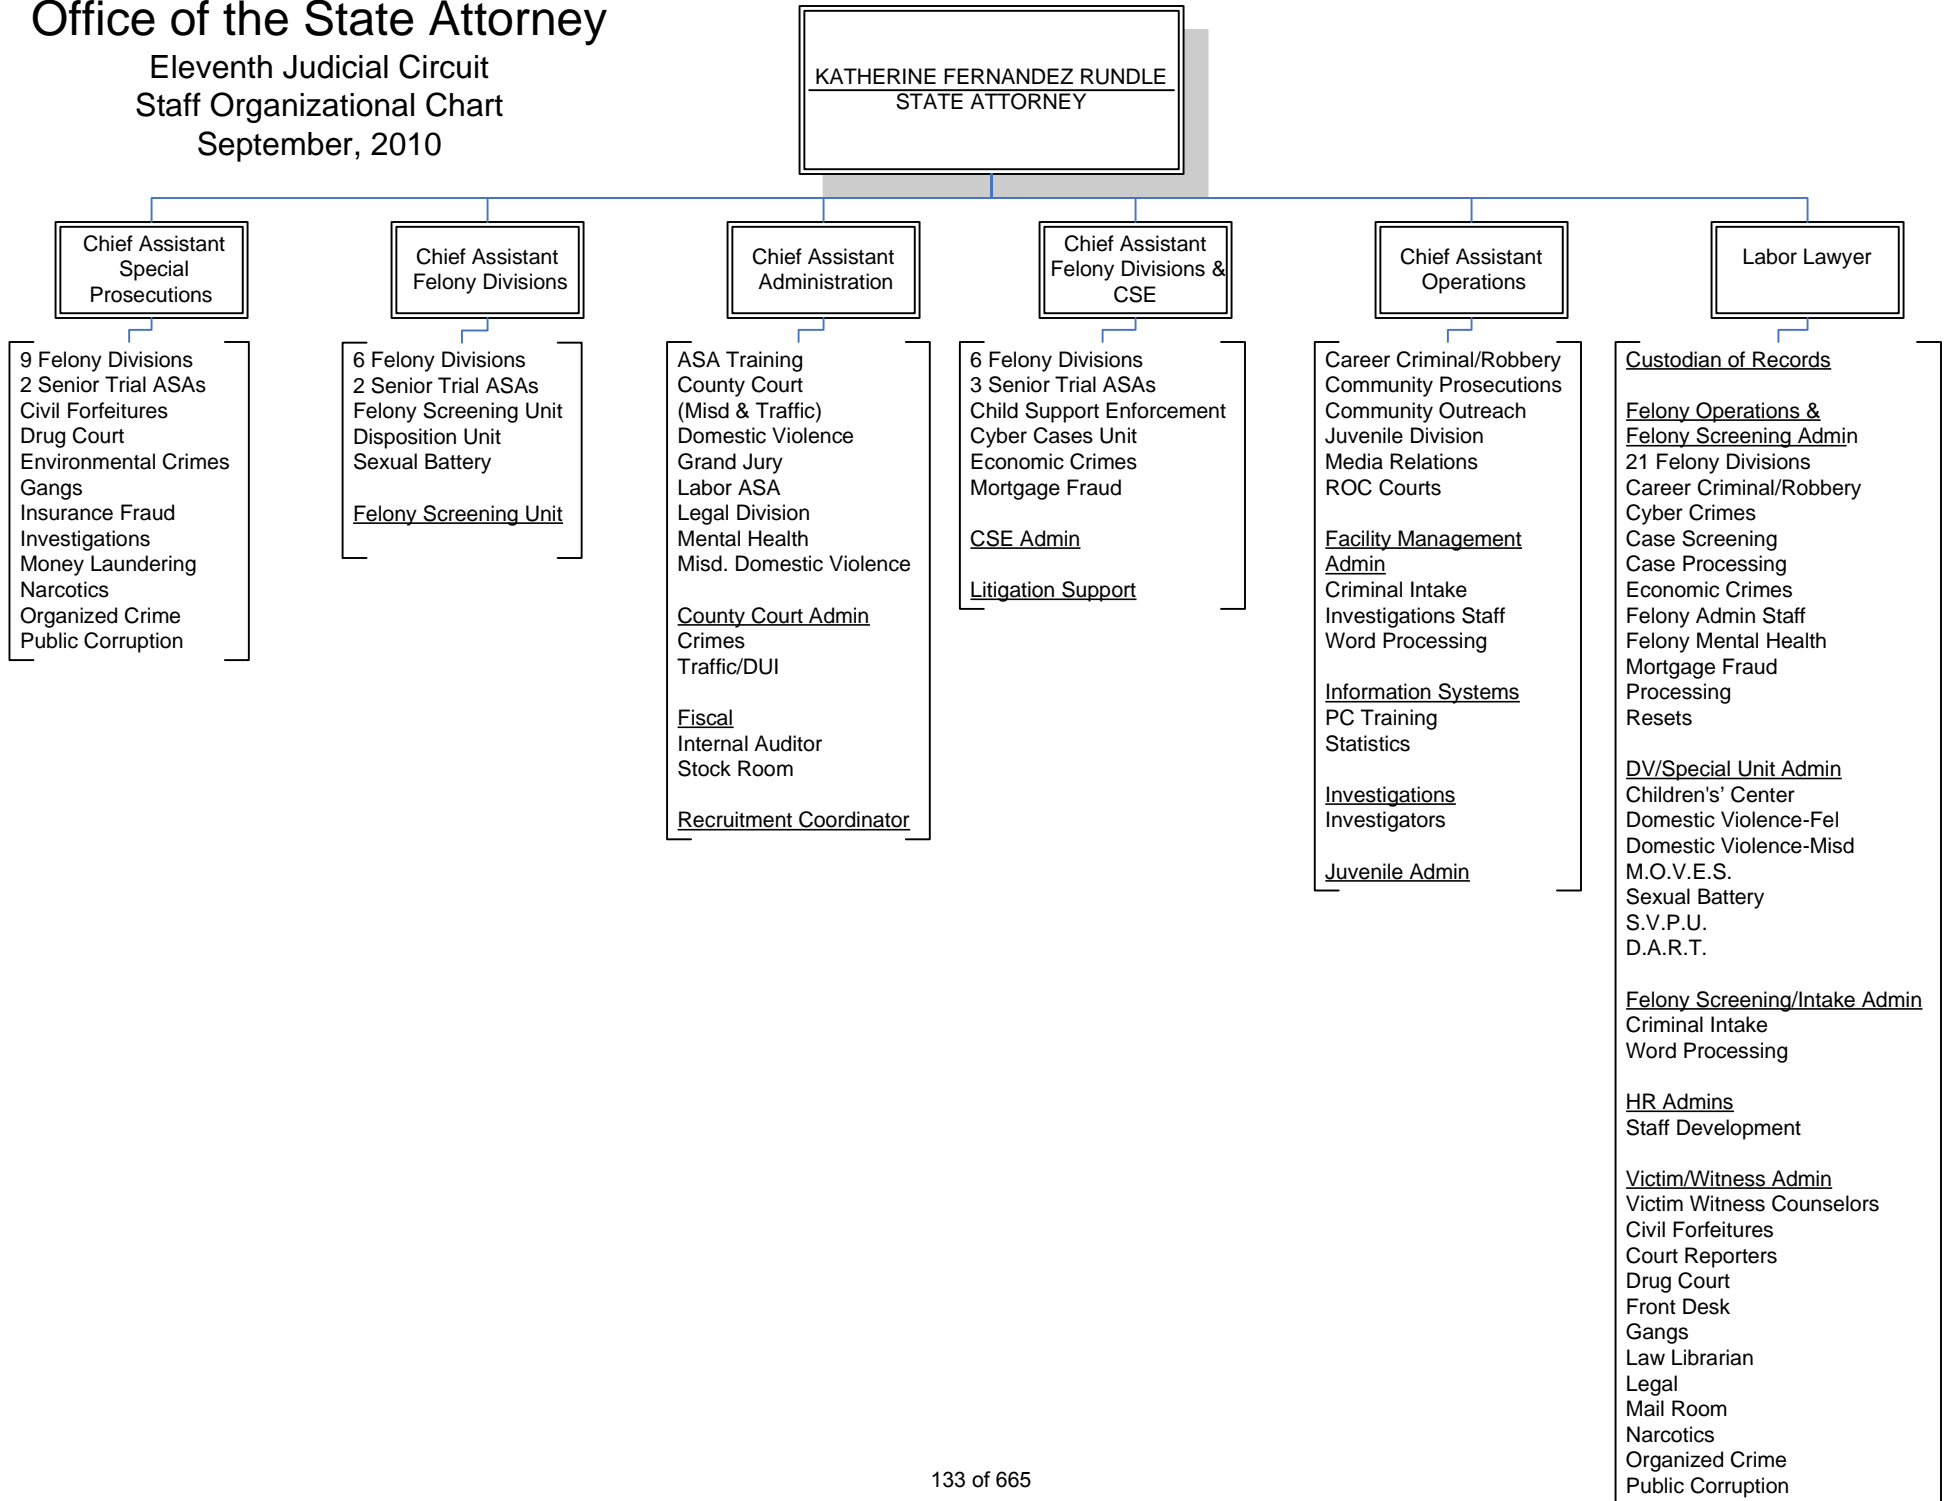 Office of the State Attorney
Eleventh Judicial Circuit
Staff Organizational Chart
September, 2010
KATHERINE FERNANDEZ RUNDLE
STATE ATTORNEY
Chief Assistant
Special
Prosecutions
9 Felony Divisions
2 Senior Trial ASAs
Civil Forfeitures
Drug Court
Environmental Crimes
Gangs
Insurance Fraud
Investigations
Money Laundering
Narcotics
Organized Crime
Public Corruption
Chief Assistant
Felony Divisions
6 Felony Divisions
2 Senior Trial ASAs
Felony Screening Unit
Disposition Unit
Sexual Battery
Felony Screening Unit
Chief Assistant
Administration
ASA Training
County Court
(Misd & Traffic)
Domestic Violence
Grand Jury
Labor ASA
Legal Division
Mental Health
Misd. Domestic Violence
County Court Admin
Crimes
Traffic/DUI
Fiscal
Internal Auditor
Stock Room
Recruitment Coordinator
Chief Assistant
Felony Divisions &
CSE
6 Felony Divisions
3 Senior Trial ASAs
Child Support Enforcement
Cyber Cases Unit
Economic Crimes
Mortgage Fraud
CSE Admin
Litigation Support
Chief Assistant
Operations
Career Criminal/Robbery
Community Prosecutions
Community Outreach
Juvenile Division
Media Relations
ROC Courts
Facility Management
Admin
Criminal Intake
Investigations Staff
Word Processing
Information Systems
PC Training
Statistics
Investigations
Investigators
Juvenile Admin
Labor Lawyer
Custodian of Records
Felony Operations &
Felony Screening Admin
21 Felony Divisions
Career Criminal/Robbery
Cyber Crimes
Case Screening
Case Processing
Economic Crimes
Felony Admin Staff
Felony Mental Health
Mortgage Fraud
Processing
Resets
DV/Special Unit Admin
Children's’ Center
Domestic Violence-Fel
Domestic Violence-Misd
M.O.V.E.S.
Sexual Battery
S.V.P.U.
D.A.R.T.
Felony Screening/Intake Admin
Criminal Intake
Word Processing
HR Admins
Staff Development
Victim/Witness Admin
Victim Witness Counselors
Civil Forfeitures
Court Reporters
Drug Court
Front Desk
Gangs
Law Librarian
Legal
Mail Room
Narcotics
Organized Crime
Public Corruption
133 of 665